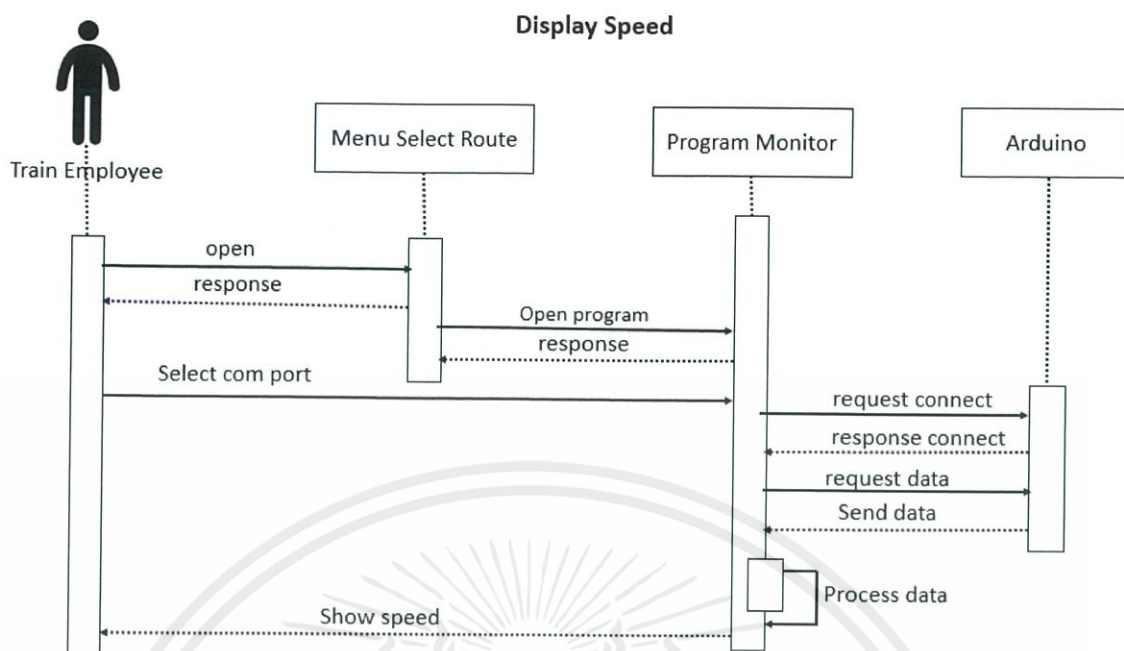 Display Speed
Menu Select Route
Program Monitor
Arduino
Train Employee
open
response
Open program
response
Select com port
request connect
response connect
request data
Send data
Process data
Show speed